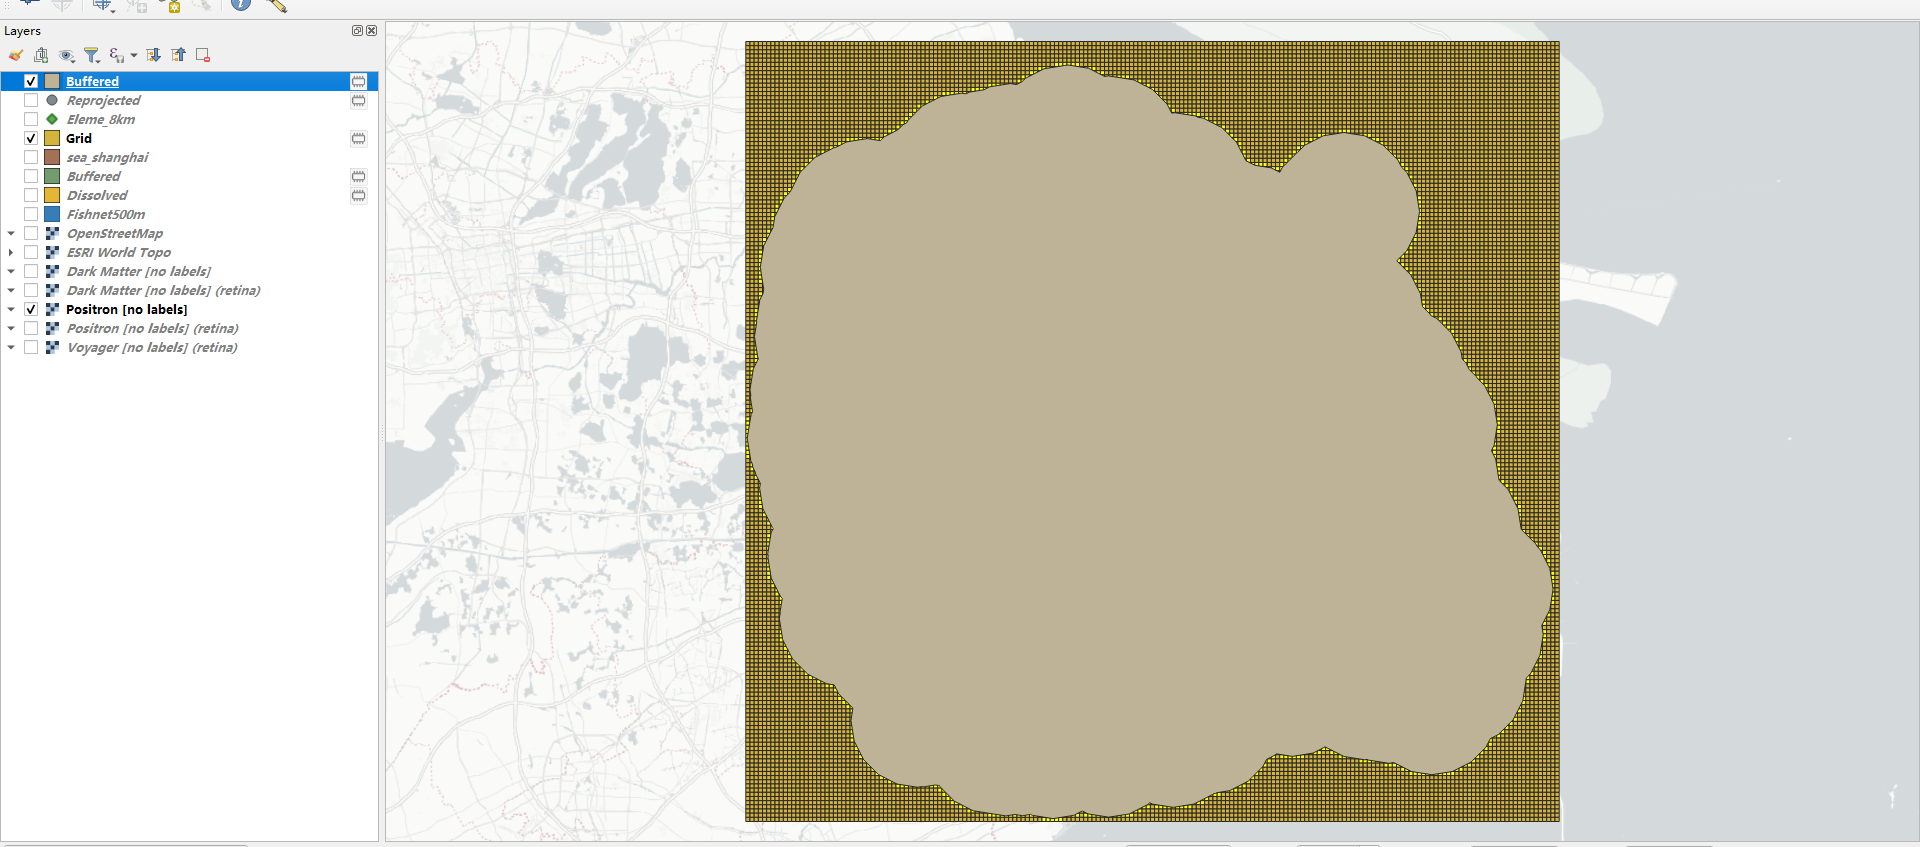 Layers
Buffered
Reprojected
Eleme_8km
Grid
sea_shanghai
Buffered
Dissolved
Fishnet500m
OpenStreetMap
ESRI World Topo
Dark Matter [no labels]
Dark Matter [no labels] (retina)
Positron [no labels]
Positron [no labels] (retina)
Voyager [no labels] (retina)